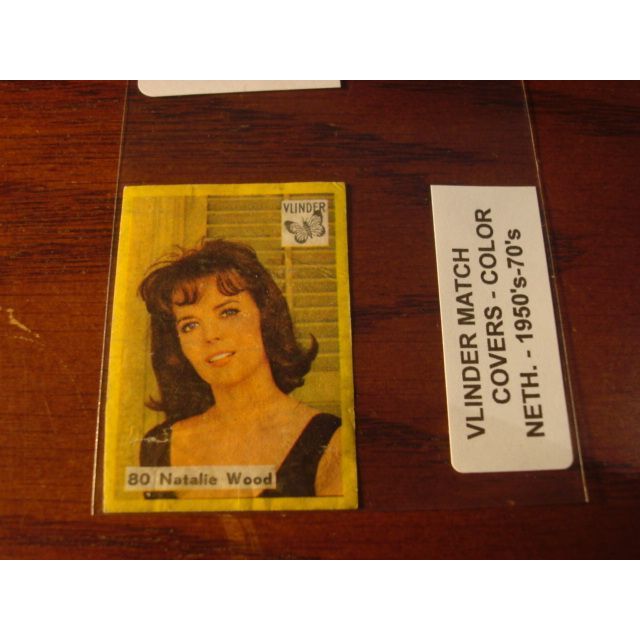 VLINDER
80 Natalie Wood
VLINDER MATCH
COVERS - COLOR
NETH. - 1950's-70's